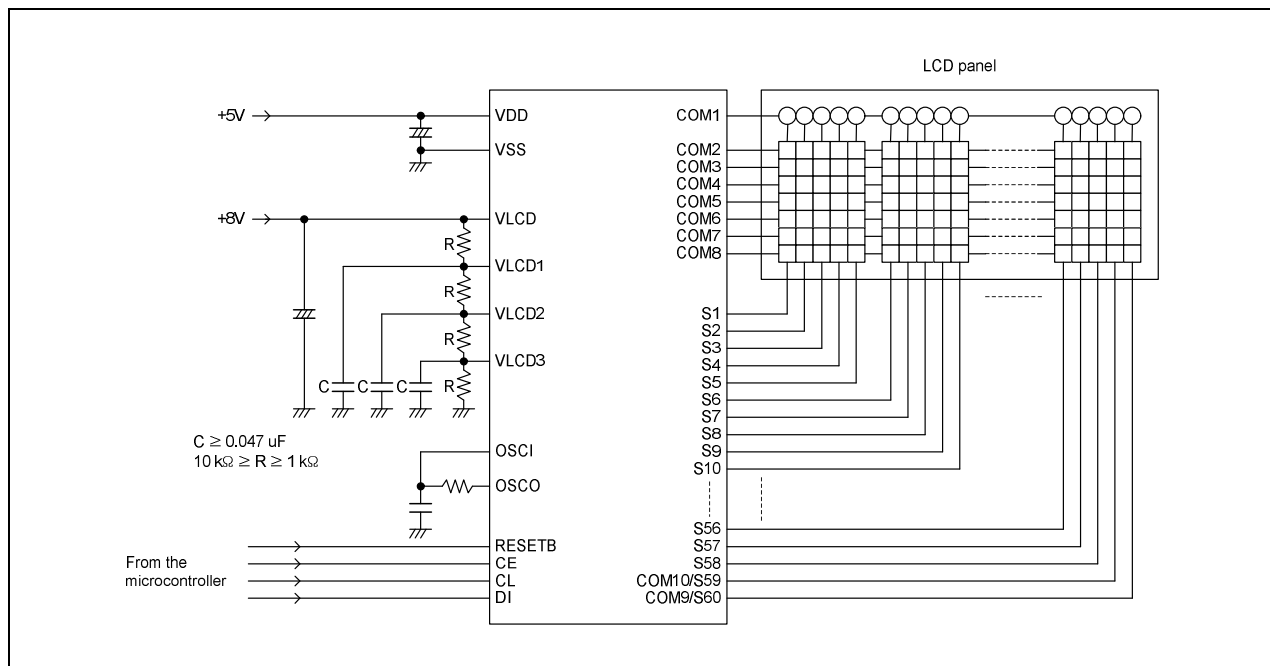 LCD panel
+5V
VDD
VSS
+8V
VLCD
R
VLCD1
R
VLCD2
R
VLCD3
R
C
C
C
C ≥ 0.047 uF
10 kΩ ≥ R ≥ 1 kΩ
OSCI
OSCO
From the
microcontroller
RESETB
CE
CL
DI
COM1
COM2
COM3
COM4
COM5
COM6
COM7
COM8
S1
S2
S3
S4
S5
S6
S7
S8
S9
S10
S56
S57
S58
COM10/S59
COM9/S60